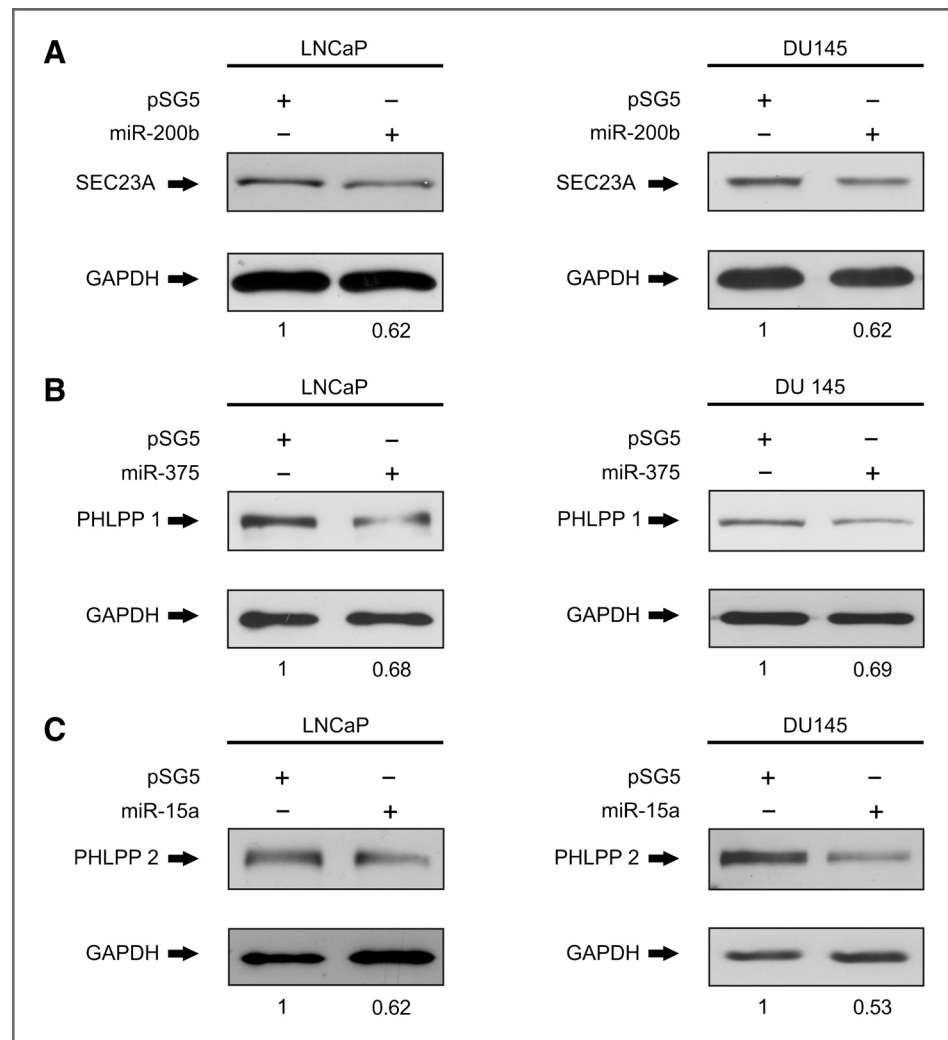 A
LNCaP
DU145
pSG5 + –
pSG5 + –
miR-200b – +
miR-200b – +
SEC23A
SEC23A
GAPDH
GAPDH
1 0.62
1 0.62
B
LNCaP
DU 145
pSG5 + –
pSG5 + –
miR-375 – +
miR-375 – +
PHLPP 1
PHLPP 1
GAPDH
GAPDH
1 0.68
1 0.69
C
LNCaP
DU145
pSG5 + –
pSG5 + –
miR-15a – +
miR-15a – +
PHLPP 2
PHLPP 2
GAPDH
GAPDH
1 0.62
1 0.53